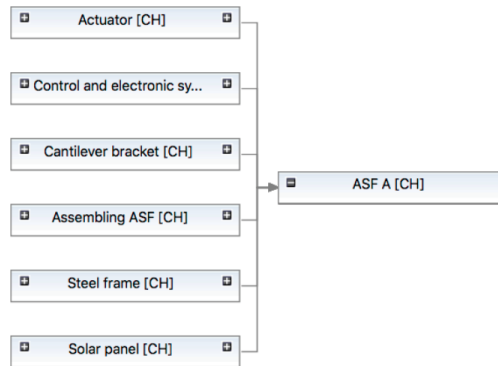 Actuator [CH]
Control and electronic sy...
Cantilever bracket [CH]
ASF A [CH]
Assembling ASF [CH]
Steel frame [CH]
Solar panel [CH]